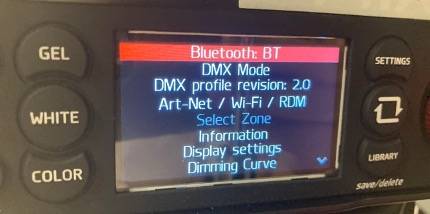 GEL
WHITE
COLOR
Bluetooth: BT
DMX Mode
DMX profile revision: 2.0
Art-Net / Wi-Fi / RDM
Select Zone
Information
Display settings
Dimming Curve
SETTINGS
LIBRARY
save/delete